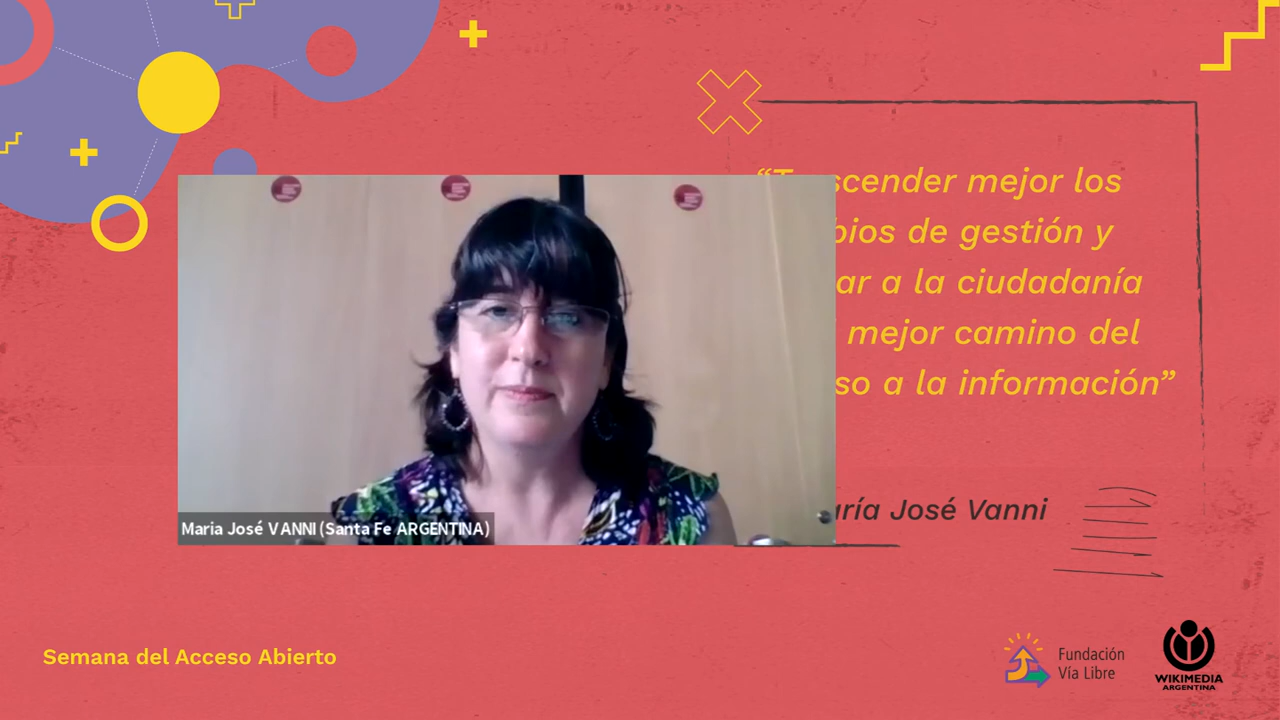 scender mejor los
bios de gestión y
ar a la ciudadanía
mejor camino del
so a la información”
ría José Vanni
Maria José VANNI (Santa Fe ARGENTINA)
Semana del Acceso Abierto
Fundación
Vía Libre
WIKIMEDIA
ARGENTINA